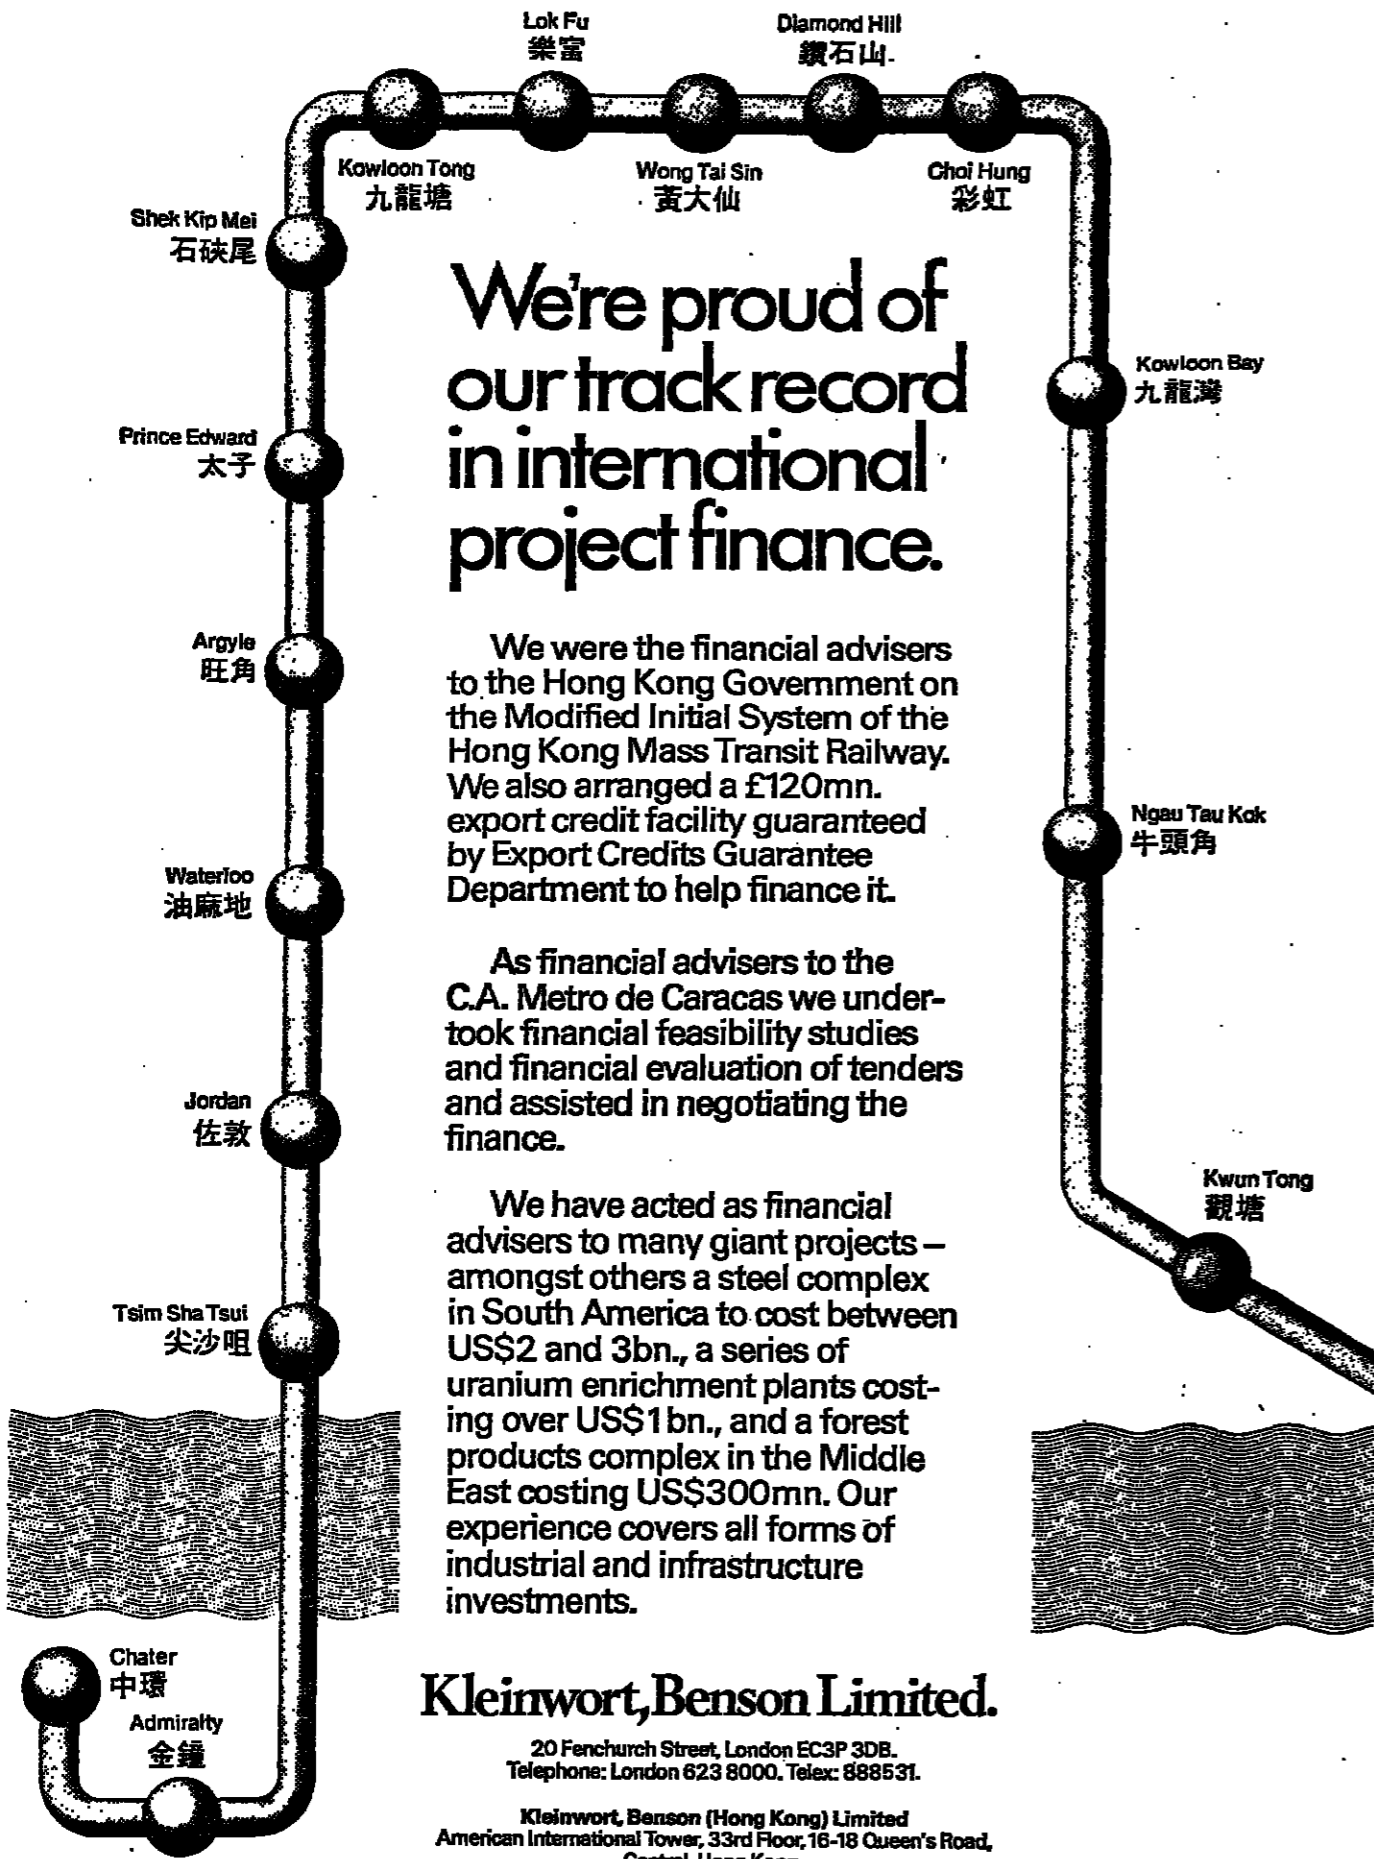 Lok Fu
樂富
Diamond Hill
鑽石山
Kowloon Tong
九龍塘
Wong Tai Sin
黃大仙
Choi Hung
彩虹
Shek Kip Mei
石硤尾
We're proud of
our track record
in international
project finance.
Kowloon Bay
九龍灣
Prince Edward
太子
Argyle
旺角
We were the financial advisers
to the Hong Kong Government on
the Modified Initial System of the
Hong Kong Mass Transit Railway.
We also arranged a £120mn.
export credit facility guaranteed
by Export Credits Guarantee
Department to help finance it.
Ngau Tau Kok
牛頭角
Waterloo
油麻地
As financial advisers to the
C.A. Metro de Caracas we under-
took financial feasibility studies
and financial evaluation of tenders
and assisted in negotiating the
finance.
Jordan
佐敦
Kwun Tong
觀塘
We have acted as financial
advisers to many giant projects –
amongst others a steel complex
in South America to cost between
US$2 and 3bn., a series of
uranium enrichment plants cost-
ing over US$1bn., and a forest
products complex in the Middle
East costing US$300mn. Our
experience covers all forms of
industrial and infrastructure
investments.
Tsim Sha Tsui
尖沙咀
Chater
中環
Admiralty
金鐘
Kleinwort, Benson Limited.
20 Fenchurch Street, London EC3P 3DB.
Telephone: London 623 8000. Telex: 888531.
Kleinwort, Benson (Hong Kong) Limited
American International Tower, 33rd Floor, 16-18 Queen's Road,
Central, Hong Kong